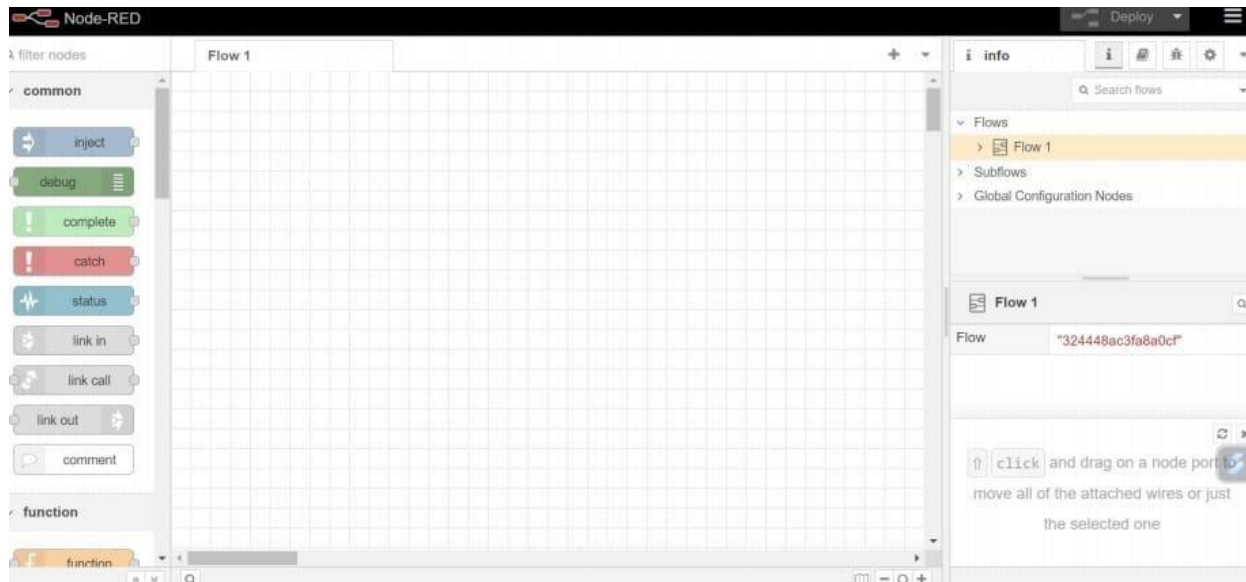 Node-RED
Deploy
filter nodes
Flow 1
i info
i
Search flows
common
inject
debug
complete
catch
status
link in
link call
link out
comment
function
function
Flows
Flow 1
Subflows
Global Configuration Nodes
Flow 1
Flow "324448ac3fa8a0cf"
⇧ click and drag on a node port to
move all of the attached wires or just
the selected one